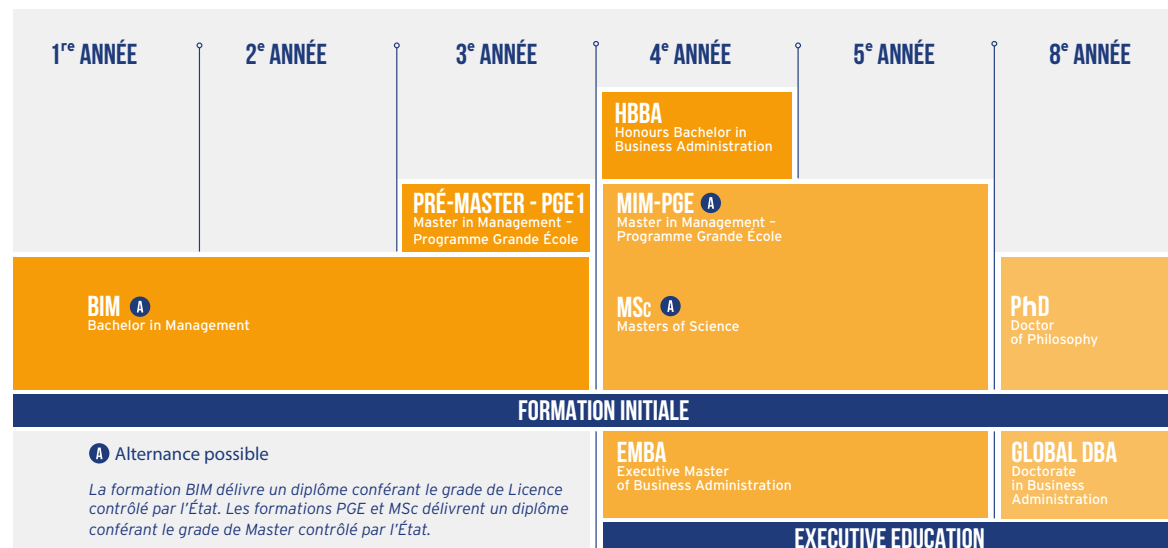 1re ANNÉE
2e ANNÉE
3e ANNÉE
4e ANNÉE
5e ANNÉE
8e ANNÉE
HBBA
Honours Bachelor in
Business Administration
PRÉ-MASTER - PGE1
Master in Management –
Programme Grande École
MIM-PGE A
Master in Management –
Programme Grande École
BIM A
Bachelor in Management
MSc A
Masters of Science
PhD
Doctor
of Philosophy
FORMATION INITIALE
A Alternance possible
La formation BIM délivre un diplôme conférant le grade de Licence
contrôlé par l'État. Les formations PGE et MSc délivrent un diplôme
conférant le grade de Master contrôlé par l'État.
EMBA
Executive Master
of Business Administration
GLOBAL DBA
Doctorate
in Business
Administration
EXECUTIVE EDUCATION